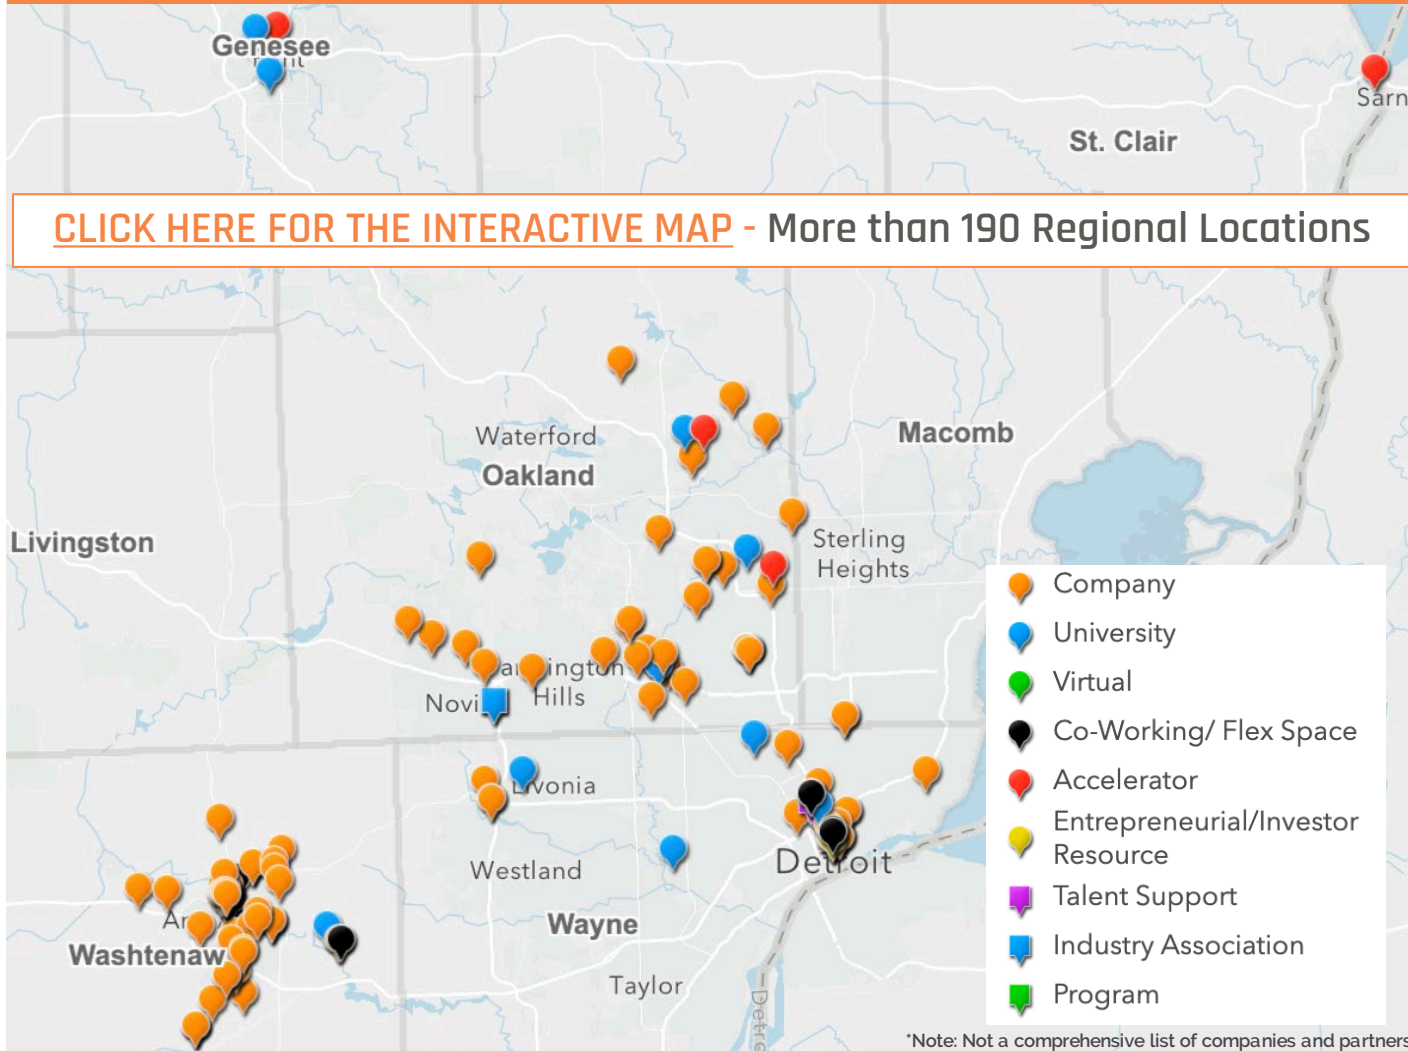 Genesee
St. Clair
CLICK HERE FOR THE INTERACTIVE MAP - More than 190 Regional Locations
Waterford
Oakland
Macomb
Livingston
Sterling
Heights
Novi
Hills
Westland
Detroit
Wayne
Washtenaw
Taylor
Company
University
Virtual
Co-Working/ Flex Space
Accelerator
Entrepreneurial/Investor
Resource
Talent Support
Industry Association
Program
*Note: Not a comprehensive list of companies and partners